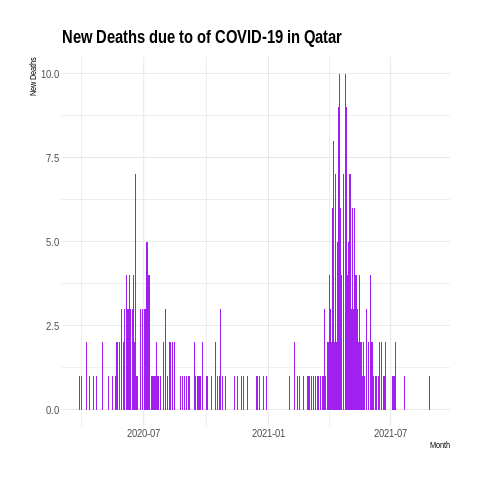 New Deaths due to of COVID-19 in Qatar
New Deaths
10.0
7.5
5.0
2.5
0.0
2020-07
2021-01
2021-07
Month